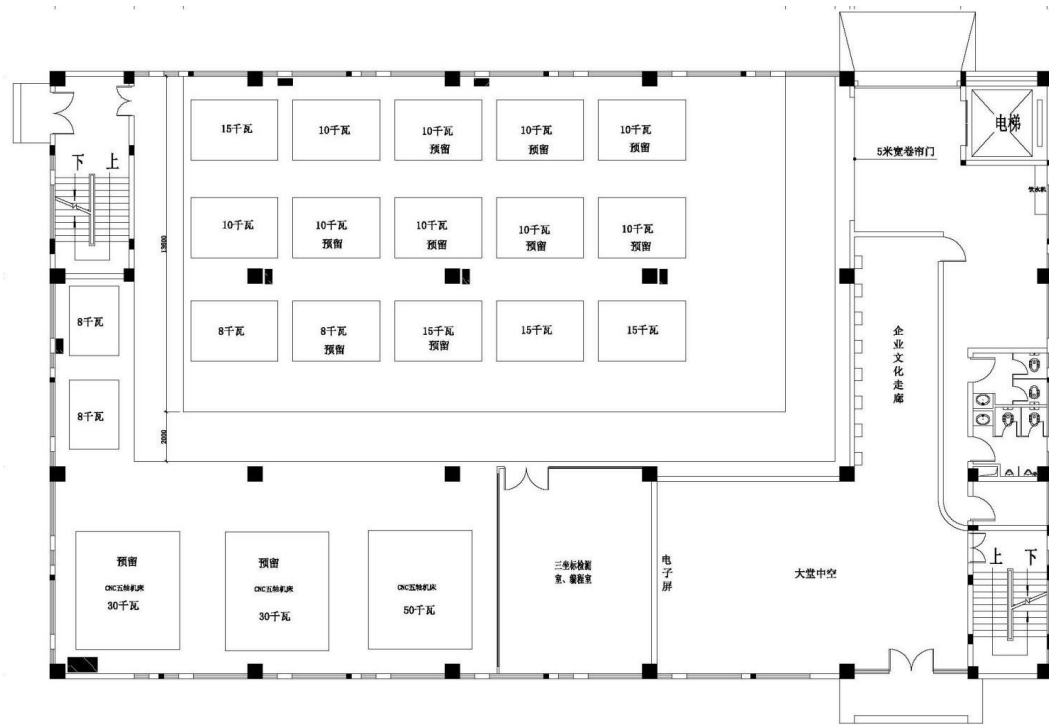 电梯
15千瓦
10千瓦
10千瓦
预留
10千瓦
预留
10千瓦
预留
5米宽卷帘门
下 上
饮水机
10千瓦
10千瓦
预留
10千瓦
预留
10千瓦
预留
10千瓦
预留
13600
8千瓦
8千瓦
8千瓦
预留
15千瓦
预留
15千瓦
15千瓦
企业文化走廊
8千瓦
2000
预留
CNC五轴机床
30千瓦
预留
CNC五轴机床
30千瓦
CNC五轴机床
50千瓦
三坐标检测
室、编程室
电子屏
大堂中空
上 下